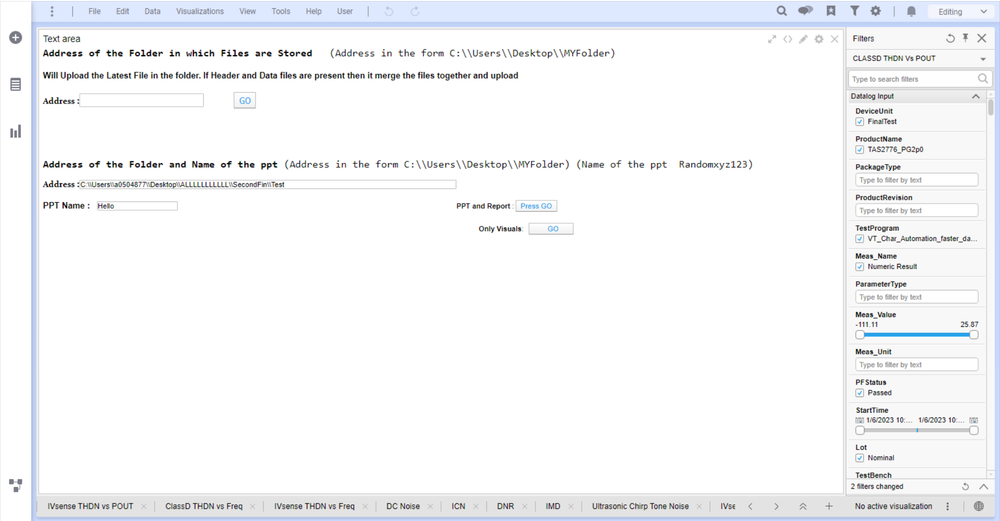 File Edit Data Visualizations View Tools Help User Editing
Text area
Address of the Folder in which Files are Stored (Address in the form C:\\Users\\Desktop\\MYFolder)
Will Upload the Latest File in the folder. If Header and Data files are present then it merge the files together and upload
Address : GO
Address of the Folder and Name of the ppt (Address in the form C:\\Users\\Desktop\\MYFolder) (Name of the ppt Randomxyz123)
Address : C:\\Users\\a0504877\\Desktop\\ALLLLLLLLLLL\\SecondFin\\Test
PPT Name : Hello PPT and Report : Press GO
Only Visuals: GO
Filters
CLASSD THDN Vs POUT
Type to search filters
Datalog Input
DeviceUnit
FinalTest
ProductName
TAS2776_PG2p0
PackageType
Type to filter by text
ProductRevision
Type to filter by text
TestProgram
VT_Char_Automation_faster_da...
Meas_Name
Numeric Result
ParameterType
Type to filter by text
Meas_Value
-111.11 25.87
Meas_Unit
Type to filter by text
PFStatus
Passed
StartTime
1/6/2023 10:... 1/6/2023 10:...
Lot
Nominal
TestBench
2 filters changed
IVsense THDN vs POUT ClassD THDN vs Freq IVsense THDN vs Freq DC Noise ICN DNR IMD Ultrasonic Chirp Tone Noise IVse No active visualization